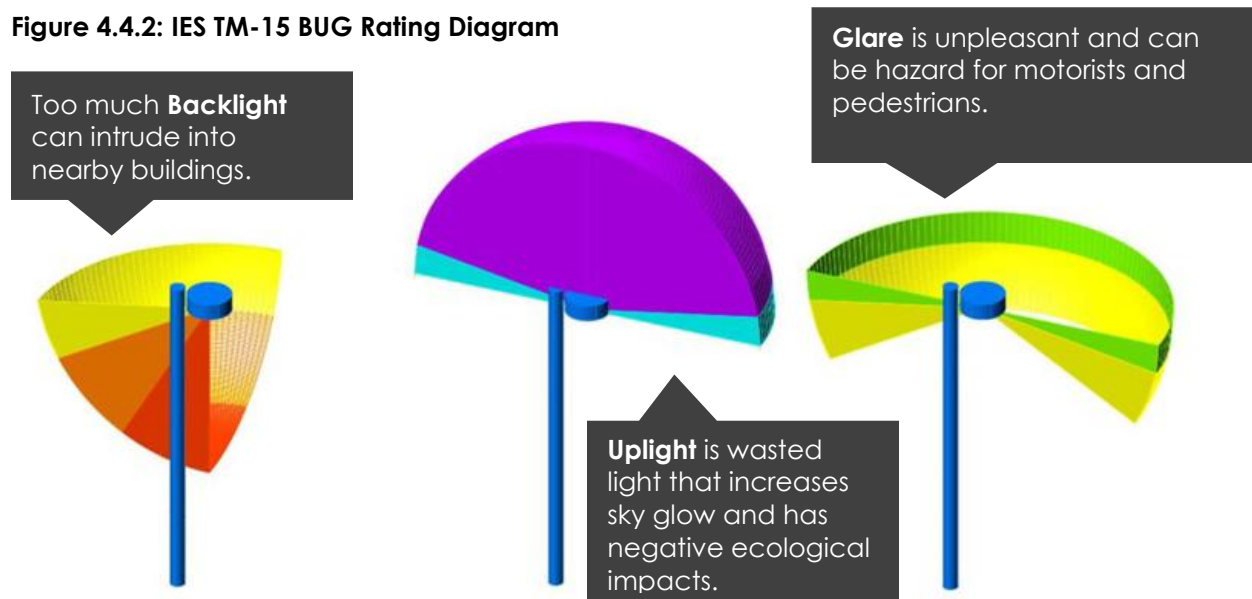 Figure 4.4.2: IES TM-15 BUG Rating Diagram
Too much Backlight
can intrude into
nearby buildings.
Glare is unpleasant and can
be hazard for motorists and
pedestrians.
Uplight is wasted
light that increases
sky glow and has
negative ecological
impacts.